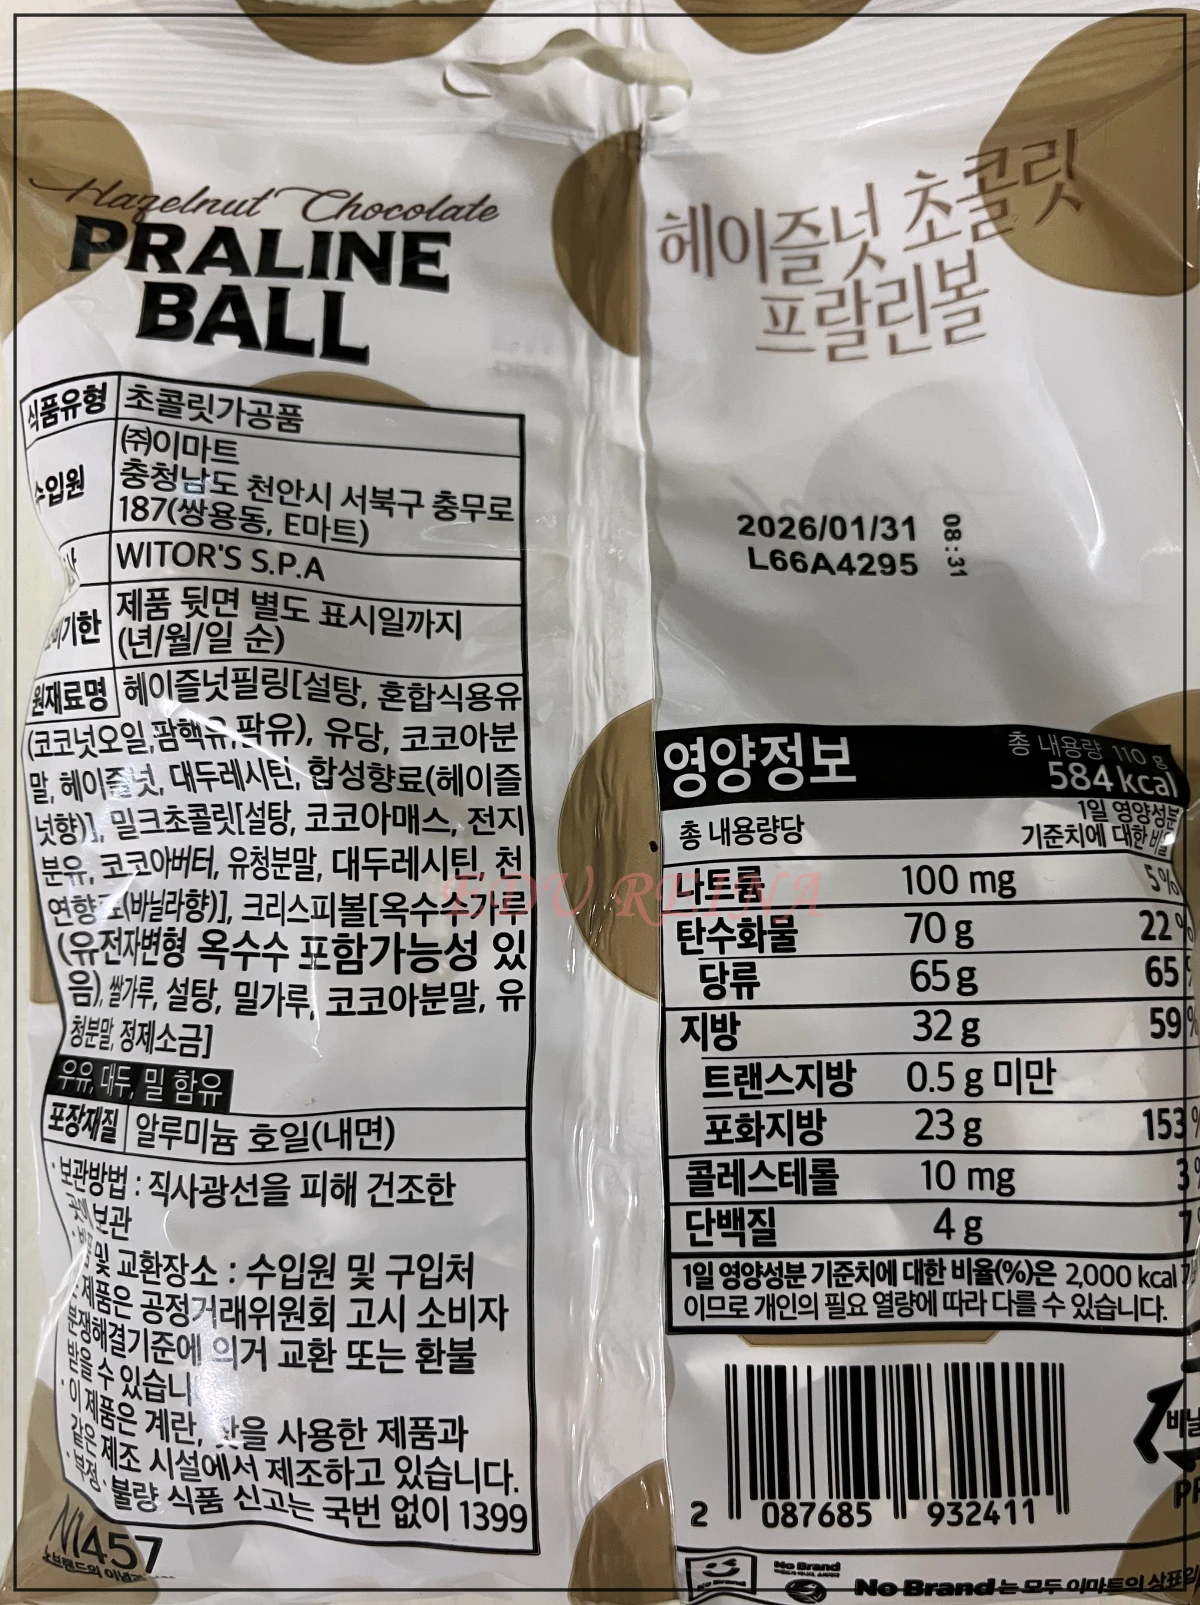 Hazelnut Chocolate
PRALINE
BALL
식품유형 초콜릿가공품
수입원 ㈜이마트
충청남도 천안시 서북구 충무로
187(쌍용동, E마트)
WITOR'S S.P.A
제품 뒷면 별도 표시일까지
(년/월/일 순)
원재료명 헤이즐넛필링[설탕, 혼합식용유
(코코넛오일,팜핵유,팜유), 유당, 코코아분
말, 헤이즐넛, 대두레시틴, 합성향료(헤이즐
넛향)], 밀크초콜릿[설탕, 코코아매스, 전지
분유, 코코아버터, 유청분말, 대두레시틴, 천
연향료(바닐라향)], 크리스피볼[옥수수가루
(유전자변형 옥수수 포함가능성 있
음), 쌀가루, 설탕, 밀가루, 코코아분말, 유
청분말, 정제소금]
우유, 대두, 밀 함유
포장재질 알루미늄 호일(내면)
· 보관방법 : 직사광선을 피해 건조한
보관
및 교환장소 : 수입원 및 구입처
제품은 공정거래위원회 고시 소비자
분쟁해결기준에 의거 교환 또는 환불
받을 수 있습니
· 이 제품은 계란, 잣을 사용한 제품과
같은 제조 시설에서 제조하고 있습니다.
· 부정·불량 식품 신고는 국번 없이 1399
N1457
헤이즐넛 초콜릿
프랄린볼
2026/01/31 08:31
L66A4295
영양정보 총 내용량 110 g
584 kcal
총 내용량당 1일 영양성분
기준치에 대한 비율
나트륨 100 mg 5%
탄수화물 70 g 22%
당류 65 g 65%
지방 32 g 59%
트랜스지방 0.5 g 미만
포화지방 23 g 153%
콜레스테롤 10 mg 3%
단백질 4 g 7%
1일 영양성분 기준치에 대한 비율(%)은 2,000 kcal 기준
이므로 개인의 필요 열량에 따라 다를 수 있습니다.
2 087685 932411
No Brand
No Brand는 모두 이마트의 상표입
EDU REINA